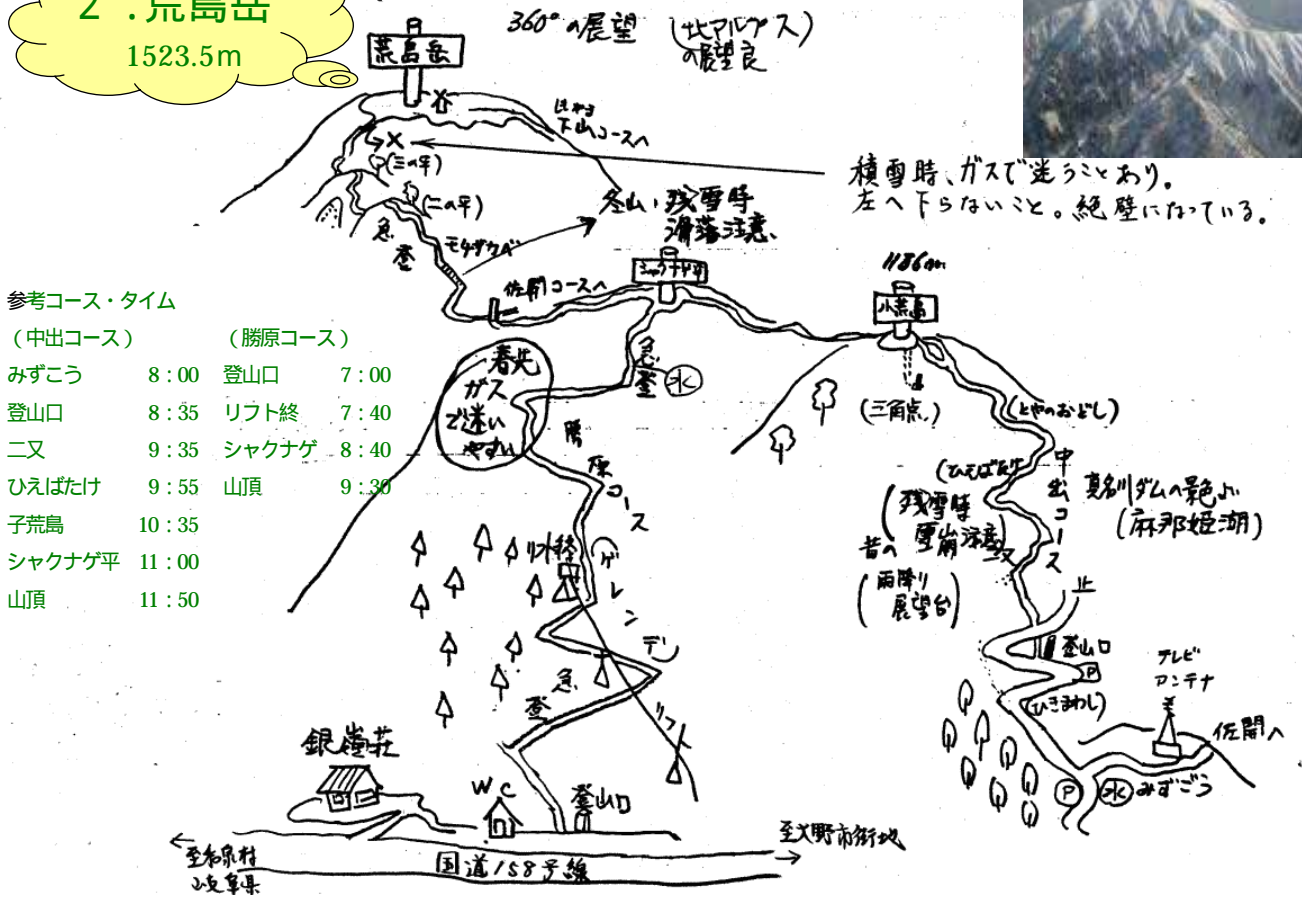 2．荒島岳
1523.5m
360°の展望 (北アルプス)
の展望良
荒島岳
下山コースへ
(三の平)
(二の平)
急登
積雪時、ガスで迷うことあり。
左へ下らないこと。絶壁になっている。
冬山・残雪時
滑落注意、
モチガカベ
佐開コースへ
シャクナゲ平
1186m
小荒島
参考コース・タイム
（中出コース） （勝原コース）
みずこう 8:00 登山口 7:00
登山口 8:35 リフト終 7:40
二又 9:35 シャクナゲ 8:40
ひえばたけ 9:55 山頂 9:30
子荒島 10:35
シャクナゲ平 11:00
山頂 11:50
春先
ガス
で迷い
やすい
急登
水
(三角点)
(とやのおどし)
勝原コース
中出コース
(ひえばたけ
真名川ダムの景色よい
(麻那姫湖)
(残雪時
雪崩注意)
昔の
(雨降り
展望台)
リフト終
(ゲレンデ)
止
登山口
P
(ひきまわし)
テレビ
アンテナ
佐開へ
急登
リフト
銀嶺荘
WC
登山口
P
水 みずごう
至大野市街地
至和泉村
岐阜県
国道158号線